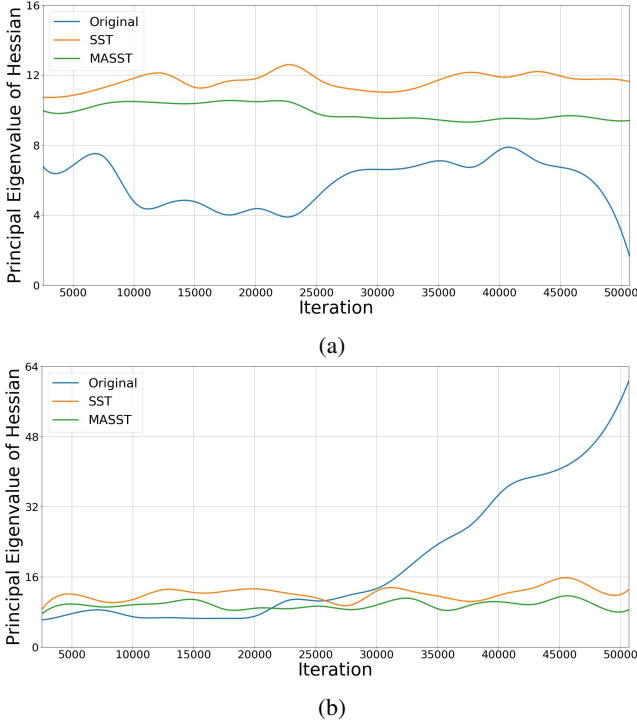 16
12
8
4
0
Principal Eigenvalue of Hessian
Original
SST
MASST
5000 10000 15000 20000 25000 30000 35000 40000 45000 50000
Iteration
(a)
64
48
32
16
0
Principal Eigenvalue of Hessian
Original
SST
MASST
5000 10000 15000 20000 25000 30000 35000 40000 45000 50000
Iteration
(b)